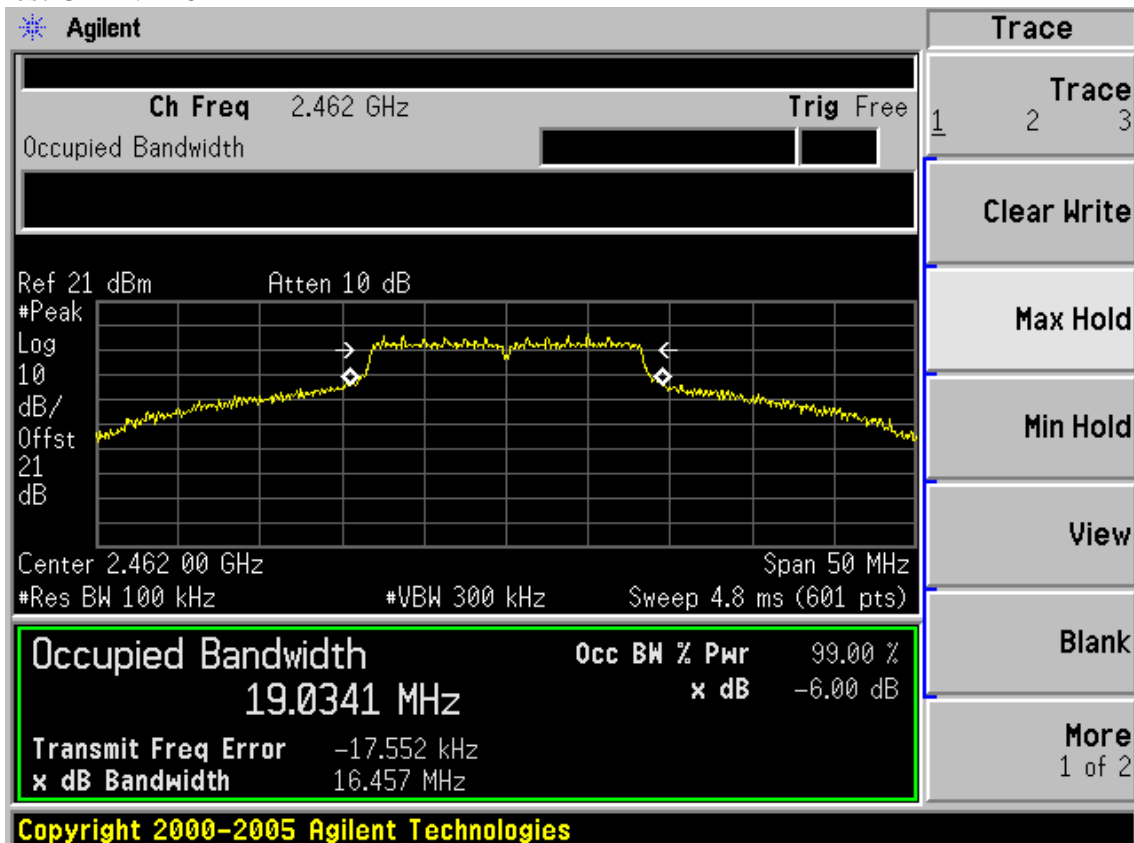 Agilent
Trace
Ch Freq 2.462 GHz Trig Free
Occupied Bandwidth
Trace
1 2 3
Clear Write
Max Hold
Min Hold
View
Blank
More
1 of 2
Ref 21 dBm Atten 10 dB
#Peak
Log
10
dB/
Offst
21
dB
Center 2.462 00 GHz Span 50 MHz
#Res BW 100 kHz #VBW 300 kHz Sweep 4.8 ms (601 pts)
Occupied Bandwidth Occ BW % Pwr 99.00 %
19.0341 MHz x dB -6.00 dB
Transmit Freq Error -17.552 kHz
x dB Bandwidth 16.457 MHz
Copyright 2000-2005 Agilent Technologies